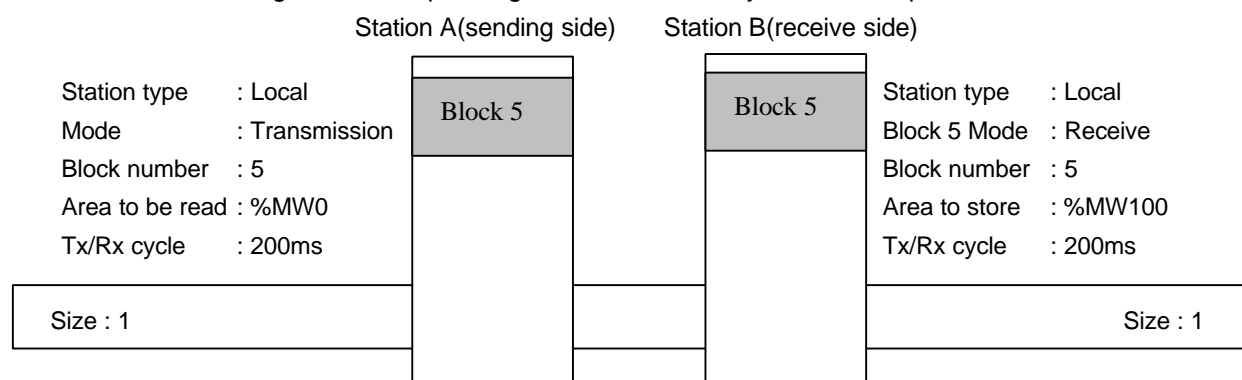 Station A(sending side) Station B(receive side)
Station type : Local
Mode : Transmission
Block number : 5
Area to be read : %MW0
Tx/Rx cycle : 200ms
Size : 1
Block 5
Block 5
Station type : Local
Block 5 Mode : Receive
Block number : 5
Area to store : %MW100
Tx/Rx cycle : 200ms
Size : 1